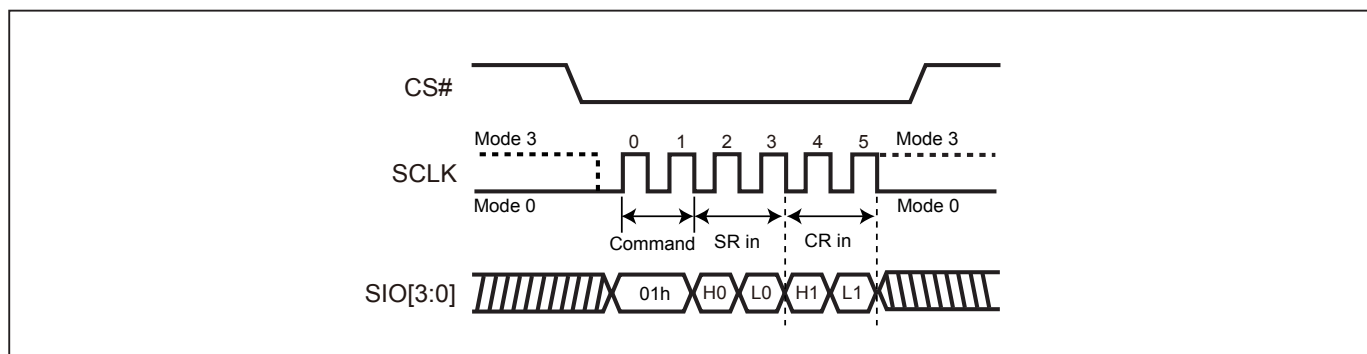 CS#
Mode 3 0 1 2 3 4 5 Mode 3
SCLK
Mode 0 Mode 0
Command SR in CR in
SIO[3:0] 01h H0 L0 H1 L1